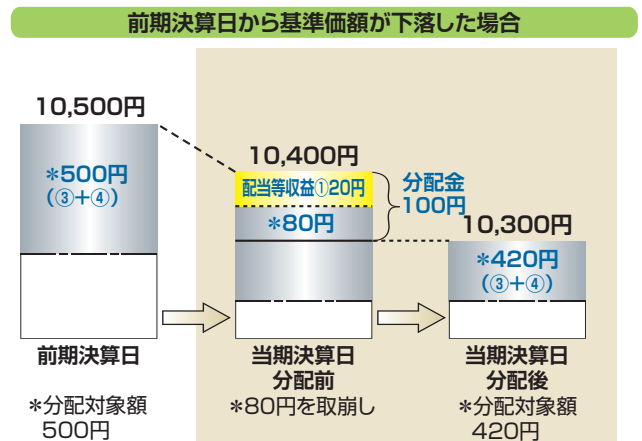 前期決算日から基準価額が下落した場合
10,500円
*500円
(③+④)
前期決算日
*分配対象額
500円
10,400円
配当等収益①20円
*80円
分配金
100円
当期決算日
分配前
*80円を取崩し
10,300円
*420円
(③+④)
当期決算日
分配後
*分配対象額
420円